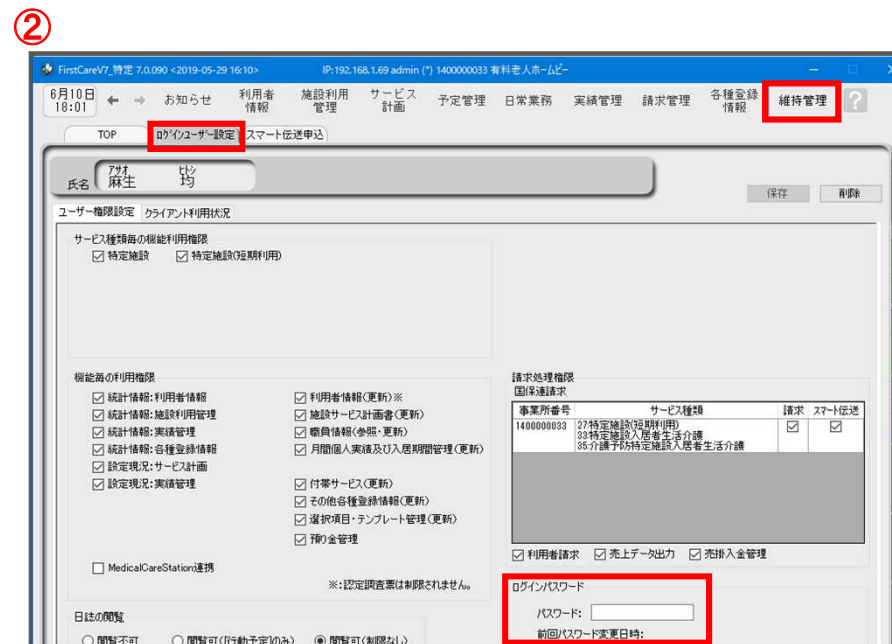 ②
FirstCareV7_特定 7.0.090 <2019-05-29 16:10> IP:192.168.1.69 admin (*) 1400000033 有料老人ホームビー
6月10日 18:01 ← → お知らせ 利用者情報 施設利用管理 サービス計画 予定管理 日常業務 実績管理 請求管理 各種登録情報 維持管理 ?
TOP ログインユーザー設定 スマート伝送申込
アサオ ヒトシ
氏名 麻生 均
保存 削除
ユーザー権限設定 クライアント利用状況
サービス種類毎の機能利用権限
特定施設 特定施設(短期利用)
機能毎の利用権限 請求処理権限
国保連請求
統計情報:利用者情報 利用者情報(更新)※
事業所番号 サービス種類 請求 スマート伝送
統計情報:施設利用管理 施設サービス計画書(更新)
1400000033 27特定施設(短期利用)
33特定施設入居者生活介護
35:介護予防特定施設入居者生活介護
統計情報:実績管理 職員情報(参照・更新)
統計情報:各種登録情報 月間個人実績及び入居期間管理(更新)
設定現況:サービス計画
設定現況:実績管理 付帯サービス(更新)
その他各種登録情報(更新)
選択項目・テンプレート管理(更新)
預り金管理
利用者請求 売上データ出力 売掛入金管理
MedicalCareStation連携
※:認定調査票は制限されません。
ログインパスワード
パスワード:
前回パスワード変更日時:
日誌の閲覧
閲覧不可 閲覧可([行動予定]のみ) 閲覧可(制限なし)